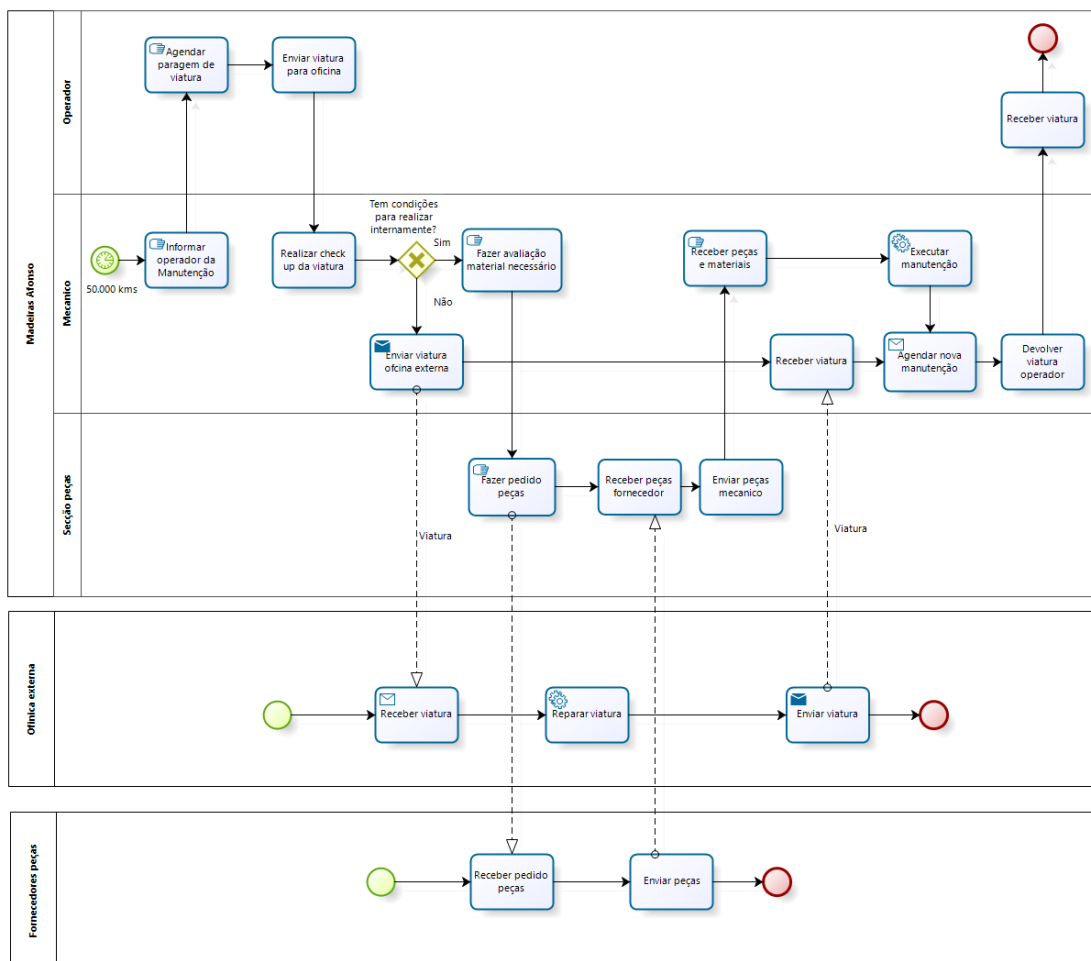 Madeiras Afonso
Operador
Agendar
paragem de
viatura
Enviar viatura
para oficina
Receber viatura
Mecanico
50.000 kms
Informar
operador da
Manutenção
Realizar check
up da viatura
Tem condições
para realizar
internamente?
Sim
Não
Fazer avaliação
material necessário
Receber peças
e materiais
Executar
manutenção
Enviar viatura
ofcina externa
Receber viatura
Agendar nova
manutenção
Devolver
viatura
operador
Secção peças
Fazer pedido
peças
Receber peças
fornecedor
Enviar peças
mecanico
Viatura
Viatura
Ofinica externa
Receber viatura
Reparar viatura
Enviar viatura
Fornecedores peças
Receber pedido
peças
Enviar peças